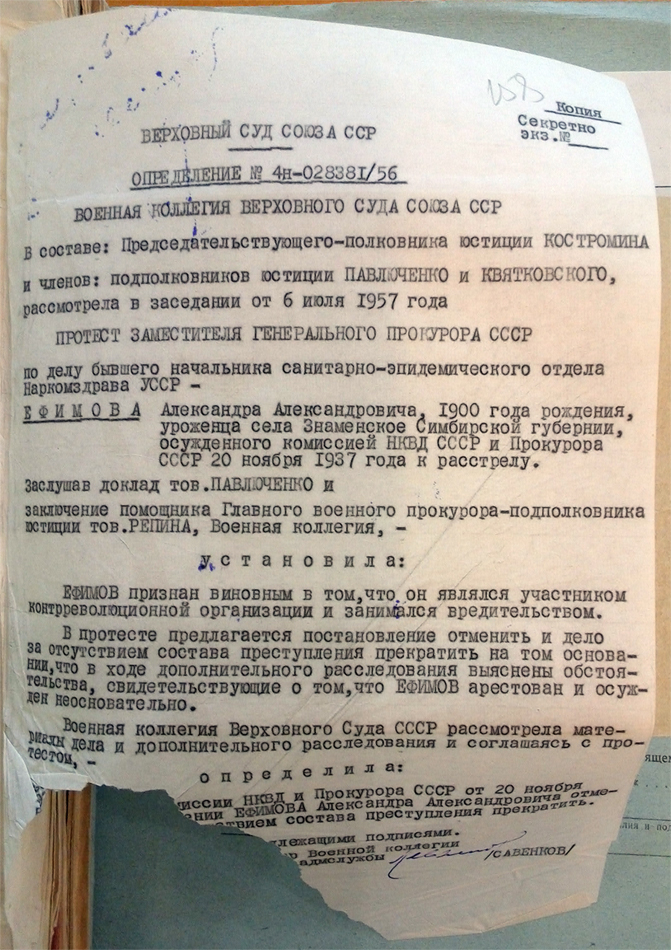 Копия
Секретно
экз.№
ВЕРХОВНЫЙ СУД СОЮЗА ССР
ОПРЕДЕЛЕНИЕ № 4н-028381/56
ВОЕННАЯ КОЛЛЕГИЯ ВЕРХОВНОГО СУДА СОЮЗА ССР
В составе: Председательствующего-полковника юстиции КОСТРОМИНА
и членов: подполковников юстиции ПАВЛЮЧЕНКО и КВЯТКОВСКОГО,
рассмотрела в заседании от 6 июля 1957 года
ПРОТЕСТ ЗАМЕСТИТЕЛЯ ГЕНЕРАЛЬНОГО ПРОКУРОРА СССР
по делу бывшего начальника санитарно-эпидемического отдела
Наркомздрава УССР –
ЕФИМОВА Александра Александровича, 1900 года рождения,
уроженца села Знаменское Симбирской губернии,
осужденного комиссией НКВД СССР и Прокурора
СССР 20 ноября 1937 года к расстрелу.
Заслушав доклад тов.ПАВЛЮЧЕНКО и
заключение помощника Главного военного прокурора-подполковника
юстиции тов.РЕПИНА, Военная коллегия, –
установила:
ЕФИМОВ признан виновным в том,что он являлся участником
контрреволюционной организации и занимался вредительством.
В протесте предлагается постановление отменить и дело
за отсутствием состава преступления прекратить на том основа-
нии,что в ходе дополнительного расследования выяснены обстоя-
тельства, свидетельствующие о том,что ЕФИМОВ арестован и осуж-
ден неосновательно.
Военная коллегия Верховного Суда СССР рассмотрела мате-
риалы дела и дополнительного расследования и соглашаясь с про-
тестом, –
определила:
миссии НКВД и Прокурора СССР от 20 ноября
нии ЕФИМОВА Александра Александровича отме-
ствием состава преступления прекратить.
лежащими подписями.
р Военной коллегии
адмслужбы /САВЕНКОВ/